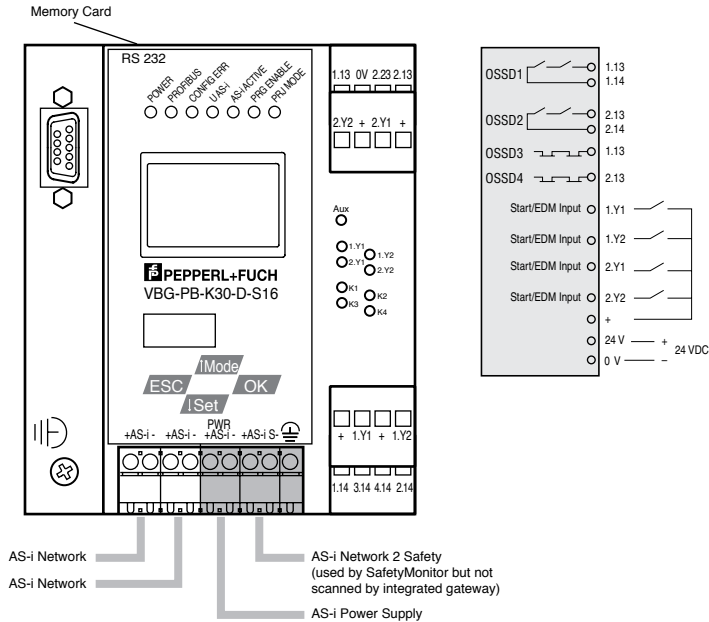 Memory Card
RS 232
POWER
PROFIBUS
CONFIG ERR
U AS-i
AS-i ACTIVE
PRG ENABLE
PRJ MODE
1.13 0V 2.23 2.13
2.Y2 + 2.Y1 +
Aux
1.Y1
1.Y2
2.Y1
2.Y2
K1
K2
K3
K4
PEPPERL+FUCH
VBG-PB-K30-D-S16
↑Mode
ESC OK
↓Set
PWR
+AS-i - +AS-i - +AS-i - +AS-i S-
+ 1.Y1 + 1.Y2
1.14 3.14 4.14 2.14
AS-i Network
AS-i Network
AS-i Network 2 Safety
(used by SafetyMonitor but not
scanned by integrated gateway)
AS-i Power Supply
OSSD1 1.13
1.14
OSSD2 2.13
2.14
OSSD3 1.13
OSSD4 2.13
Start/EDM Input 1.Y1
Start/EDM Input 1.Y2
Start/EDM Input 2.Y1
Start/EDM Input 2.Y2
+
24 V + 24 VDC
0 V –